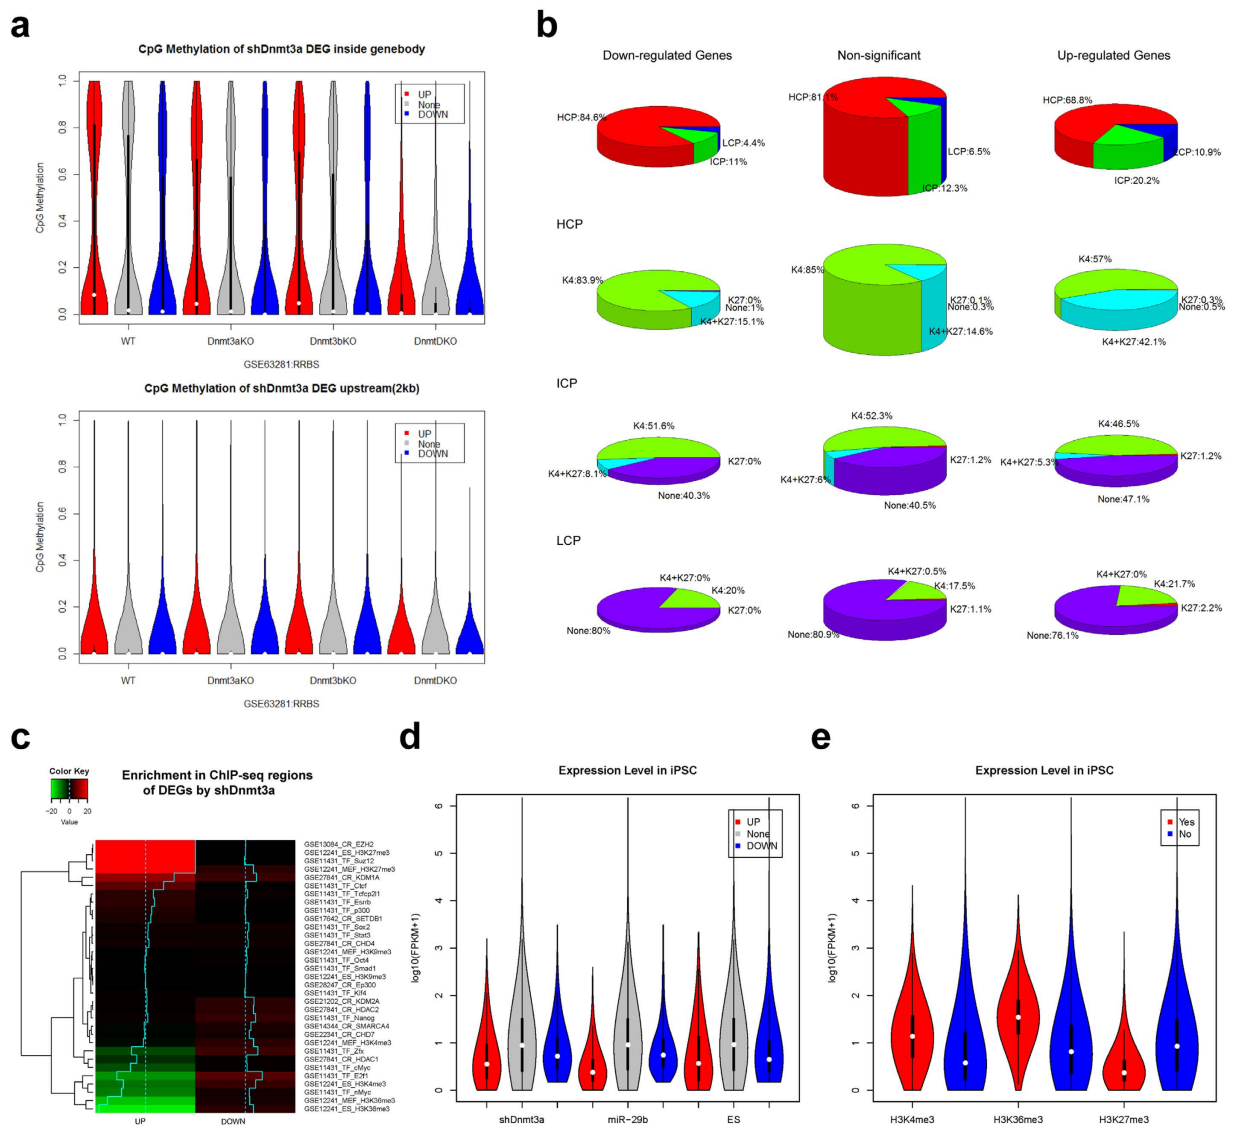 a
CpG Methylation of shDnmt3a DEG inside genebody
CpG Methylation
0.0 0.2 0.4 0.6 0.8 1.0
UP
None
DOWN
WT Dnmt3aKO Dnmt3bKO DnmtDKO
GSE63281:RRBS
CpG Methylation of shDnmt3a DEG upstream(2kb)
CpG Methylation
0.0 0.2 0.4 0.6 0.8 1.0
UP
None
DOWN
WT Dnmt3aKO Dnmt3bKO DnmtDKO
GSE63281:RRBS
b
Down-regulated Genes Non-significant Up-regulated Genes
HCP:84.6%
LCP:4.4%
ICP:11%
HCP:81.1%
LCP:6.5%
ICP:12.3%
HCP:68.8%
LCP:10.9%
ICP:20.2%
HCP
K4:83.9%
K27:0%
None:1%
K4+K27:15.1%
K4:85%
K27:0.1%
None:0.3%
K4+K27:14.6%
K4:57%
K27:0.3%
None:0.5%
K4+K27:42.1%
ICP
K4:51.6%
K27:0%
K4+K27:8.1%
None:40.3%
K4:52.3%
K27:1.2%
K4+K27:6%
None:40.5%
K4:46.5%
K27:1.2%
K4+K27:5.3%
None:47.1%
LCP
K4+K27:0%
K4:20%
K27:0%
None:80%
K4+K27:0.5%
K4:17.5%
K27:1.1%
None:80.9%
K4+K27:0%
K4:21.7%
K27:2.2%
None:76.1%
c
Color Key
−20 0 20
Value
Enrichment in ChIP-seq regions
of DEGs by shDnmt3a
GSE13084_CR_EZH2
GSE12241_ES_H3K27me3
GSE11431_TF_Suz12
GSE12241_MEF_H3K27me3
GSE27841_CR_KDM1A
GSE11431_TF_Ctcf
GSE11431_TF_Tcfcp2l1
GSE11431_TF_Esrrb
GSE11431_TF_p300
GSE17642_CR_SETDB1
GSE11431_TF_Sox2
GSE11431_TF_Stat3
GSE27841_CR_CHD4
GSE12241_MEF_H3K9me3
GSE11431_TF_Oct4
GSE11431_TF_Smad1
GSE12241_ES_H3K9me3
GSE28247_CR_Ep300
GSE11431_TF_Klf4
GSE21202_CR_KDM2A
GSE27841_CR_HDAC2
GSE11431_TF_Nanog
GSE14344_CR_SMARCA4
GSE22341_CR_CHD7
GSE12241_MEF_H3K4me3
GSE11431_TF_Zfx
GSE27841_CR_HDAC1
GSE11431_TF_cMyc
GSE11431_TF_E2f1
GSE12241_ES_H3K4me3
GSE11431_TF_nMyc
GSE12241_MEF_H3K36me3
GSE12241_ES_H3K36me3
UP DOWN
d
Expression Level in iPSC
log10(FPKM+1)
0 1 2 3 4 5 6
UP
None
DOWN
shDnmt3a miR−29b ES
e
Expression Level in iPSC
log10(FPKM+1)
0 1 2 3 4 5 6
Yes
No
H3K4me3 H3K36me3 H3K27me3